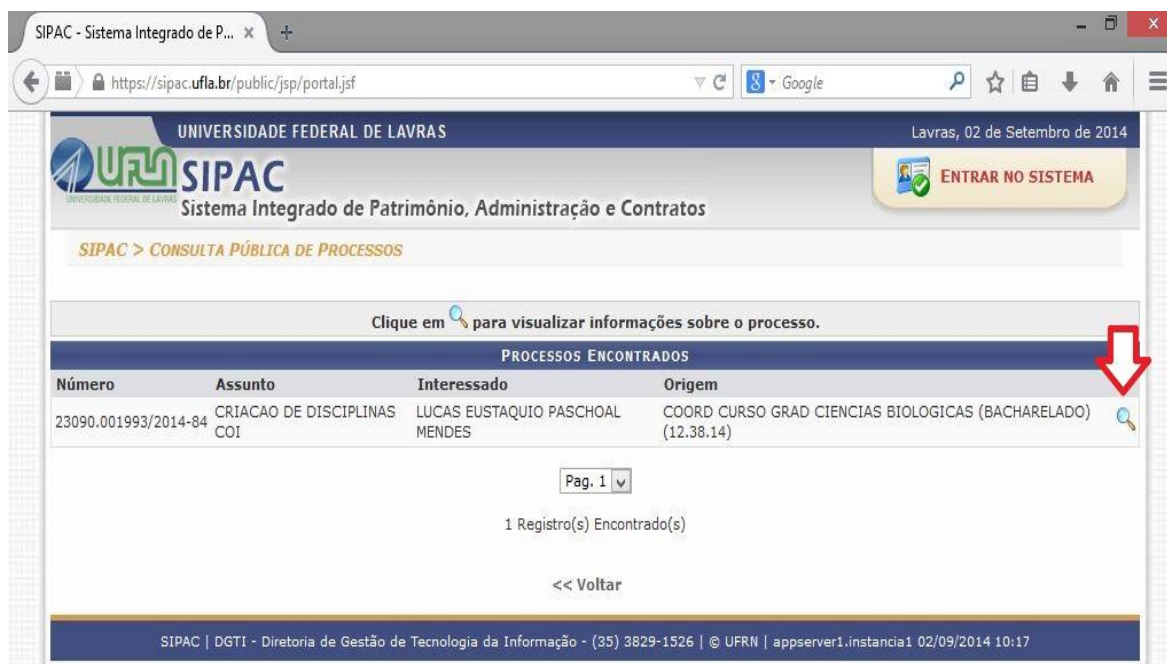 SIPAC - Sistema Integrado de P...
https://sipac.ufla.br/public/jsp/portal.jsf
Google
UNIVERSIDADE FEDERAL DE LAVRAS
Lavras, 02 de Setembro de 2014
UNIVERSIDADE FEDERAL DE LAVRAS
SIPAC
Sistema Integrado de Patrimônio, Administração e Contratos
ENTRAR NO SISTEMA
SIPAC > CONSULTA PÚBLICA DE PROCESSOS
Clique em para visualizar informações sobre o processo.
PROCESSOS ENCONTRADOS
Número Assunto Interessado Origem
23090.001993/2014-84 CRIACAO DE DISCIPLINAS LUCAS EUSTAQUIO PASCHOAL COORD CURSO GRAD CIENCIAS BIOLOGICAS (BACHARELADO)
COI MENDES (12.38.14)
Pag. 1
1 Registro(s) Encontrado(s)
<< Voltar
SIPAC | DGTI - Diretoria de Gestão de Tecnologia da Informação - (35) 3829-1526 | © UFRN | appserver1.instancia1 02/09/2014 10:17